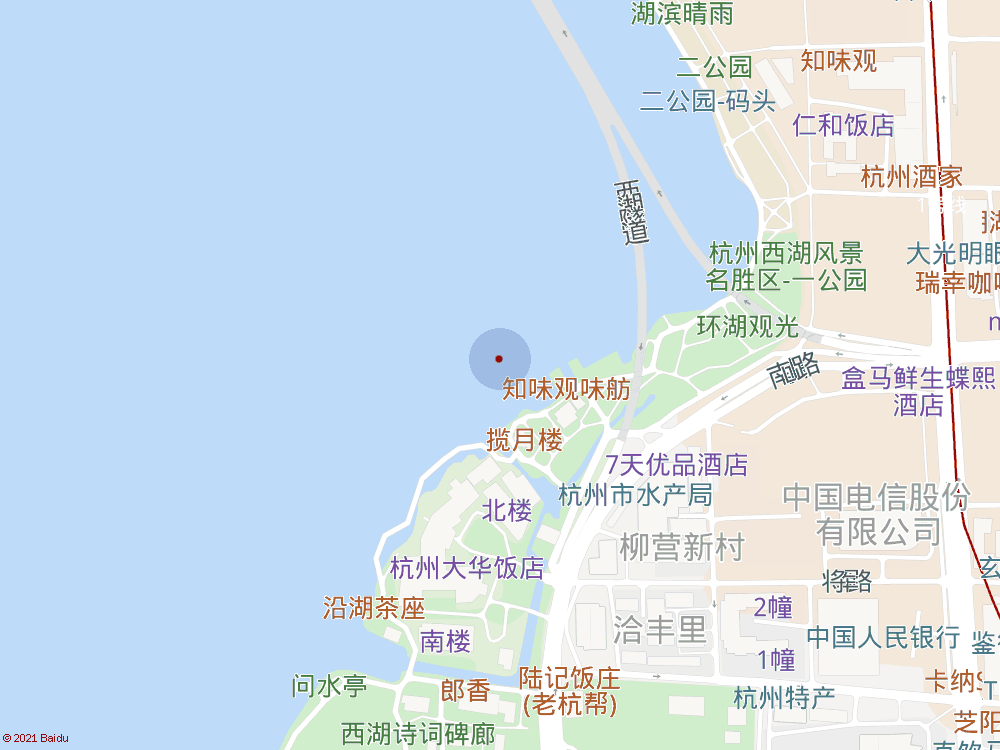 湖滨晴雨
二公园
知味观
二公园-码头
仁和饭店
杭州酒家
西湖隧道
杭州西湖风景
名胜区-一公园
大光明眼
瑞幸咖
环湖观光
南
路
盒马鲜生蝶熙
酒店
知味观味舫
揽月楼
7天优品酒店
杭州市水产局
中国电信股份
有限公司
北楼
柳营新村
杭州大华饭店
路
玄
沿湖茶座
2幢
洽丰里
南楼
中国人民银行
鉴
1幢
问水亭
郎香
陆记饭庄
(老杭帮)
卡纳
杭州特产
芝阳
西湖诗词碑廊
© 2021 Baidu